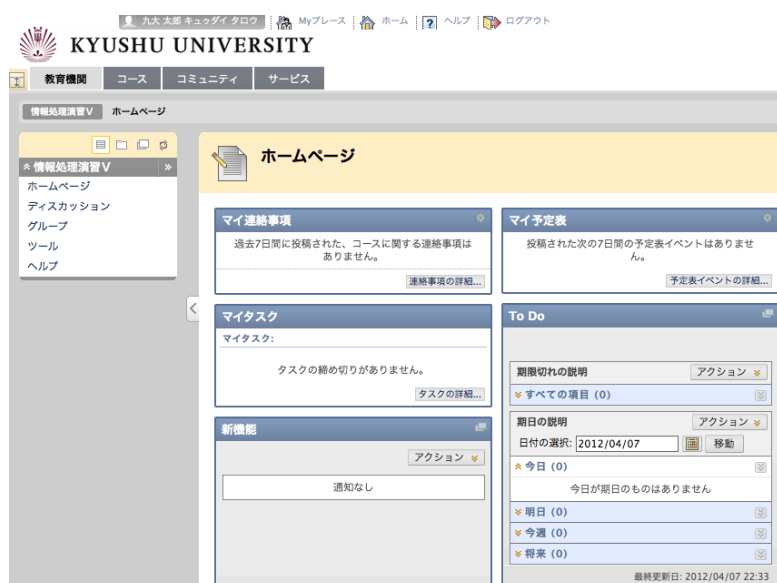 九大 太郎 キュゥダイ タロウ
Myプレース
ホーム
ヘルプ
ログアウト
KYUSHU UNIVERSITY
教育機関
コース
コミュニティ
サービス
情報処理演習Ⅴ
ホームページ
情報処理演習Ⅴ
ホームページ
ディスカッション
グループ
ツール
ヘルプ
ホームページ
マイ連絡事項
過去7日間に投稿された、コースに関する連絡事項は
ありません。
連絡事項の詳細...
マイタスク
マイタスク:
タスクの締め切りがありません。
タスクの詳細...
新機能
アクション
通知なし
マイ予定表
投稿された次の7日間の予定表イベントはありませ
ん。
予定表イベントの詳細...
To Do
期限切れの説明
アクション
すべての項目 (0)
期日の説明
アクション
日付の選択: 2012/04/07
移動
今日 (0)
今日が期日のものはありません
明日 (0)
今週 (0)
将来 (0)
最終更新日: 2012/04/07 22:33